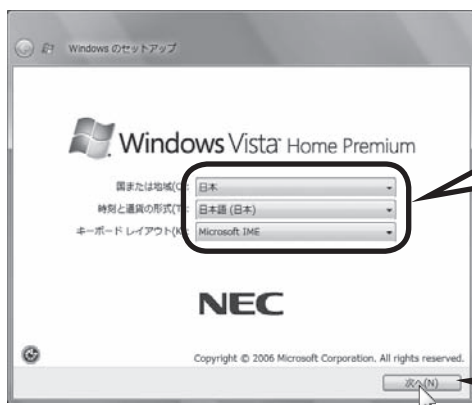 Windows のセットアップ
Windows Vista™ Home Premium
国または地域(C): 日本
時刻と通貨の形式(T): 日本語 (日本)
キーボード レイアウト(K): Microsoft IME
NEC
Copyright © 2006 Microsoft Corporation. All rights reserved.
次へ(N)